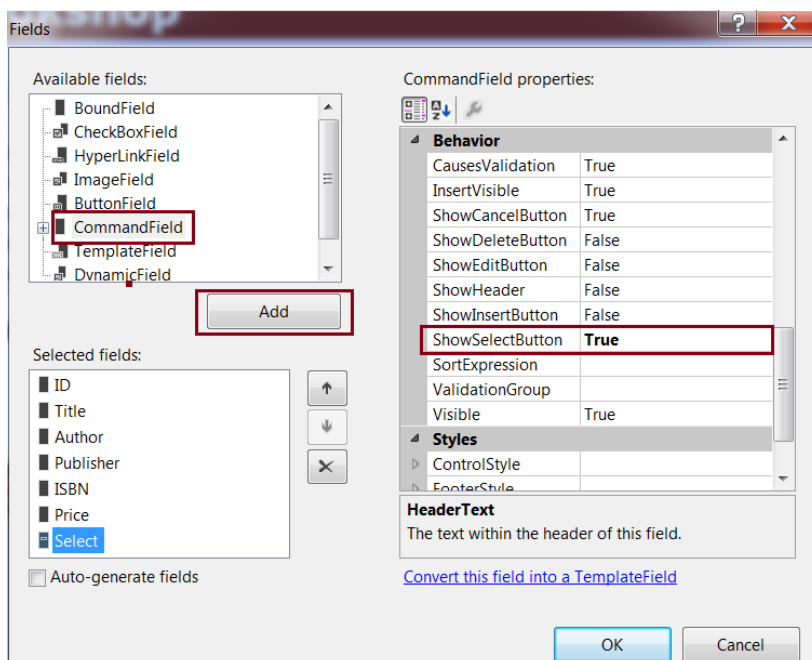 Fields
Available fields:
BoundField
CheckBoxField
HyperLinkField
ImageField
ButtonField
CommandField
TemplateField
DynamicField
Add
Selected fields:
ID
Title
Author
Publisher
ISBN
Price
Select
Auto-generate fields
CommandField properties:
Behavior
CausesValidation True
InsertVisible True
ShowCancelButton True
ShowDeleteButton False
ShowEditButton False
ShowHeader False
ShowInsertButton False
ShowSelectButton True
SortExpression
ValidationGroup
Visible True
Styles
ControlStyle
FooterStyle
HeaderText
The text within the header of this field.
Convert this field into a TemplateField
OK Cancel